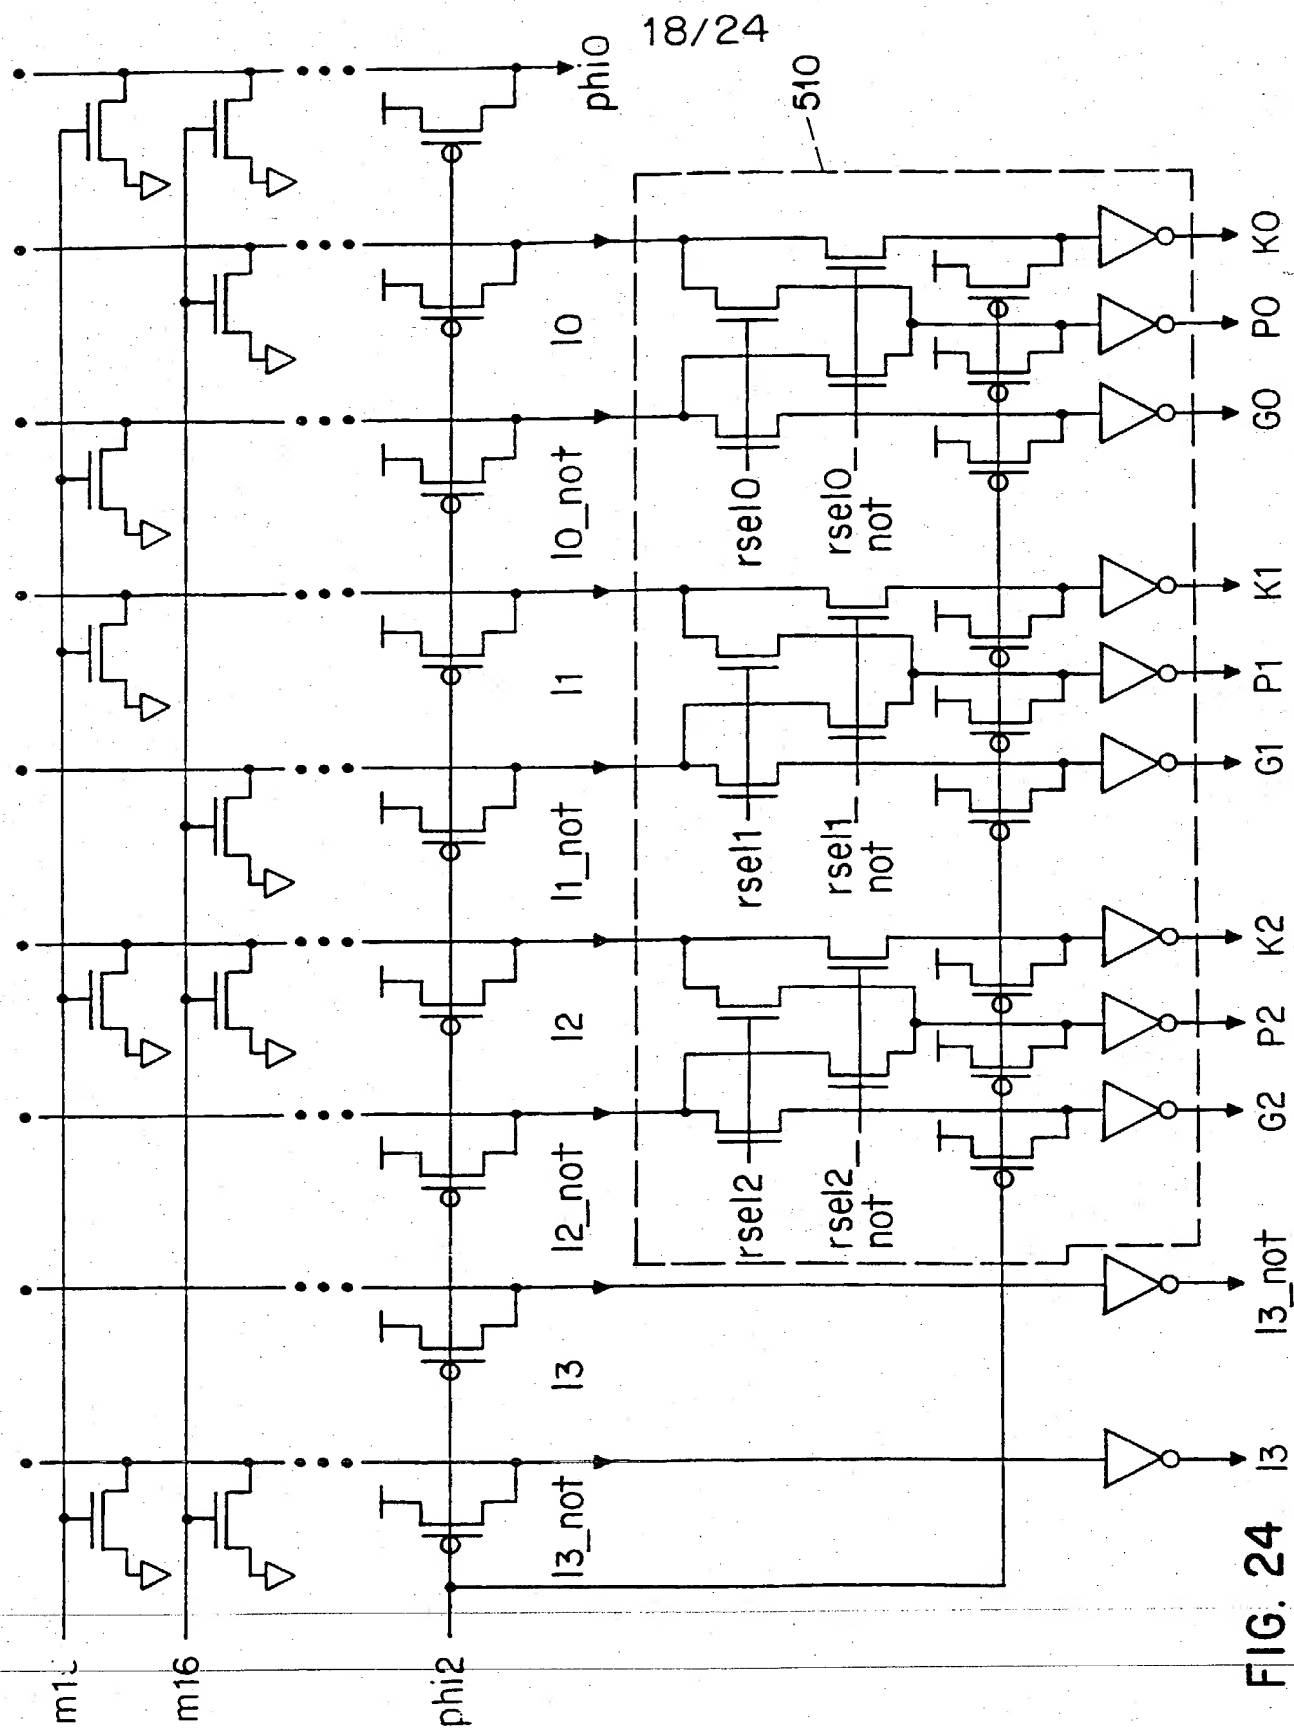 18/24
m16
phi2
I3_not
I3
I2_not
I2
I1_not
I1
I0_not
I0
phi0
510
rsel2
rsel2_
not
rsel1
rsel1_
not
rsel0
rsel0_
not
I3
I3_not
G2
P2
K2
G1
P1
K1
G0
P0
K0
FIG. 24